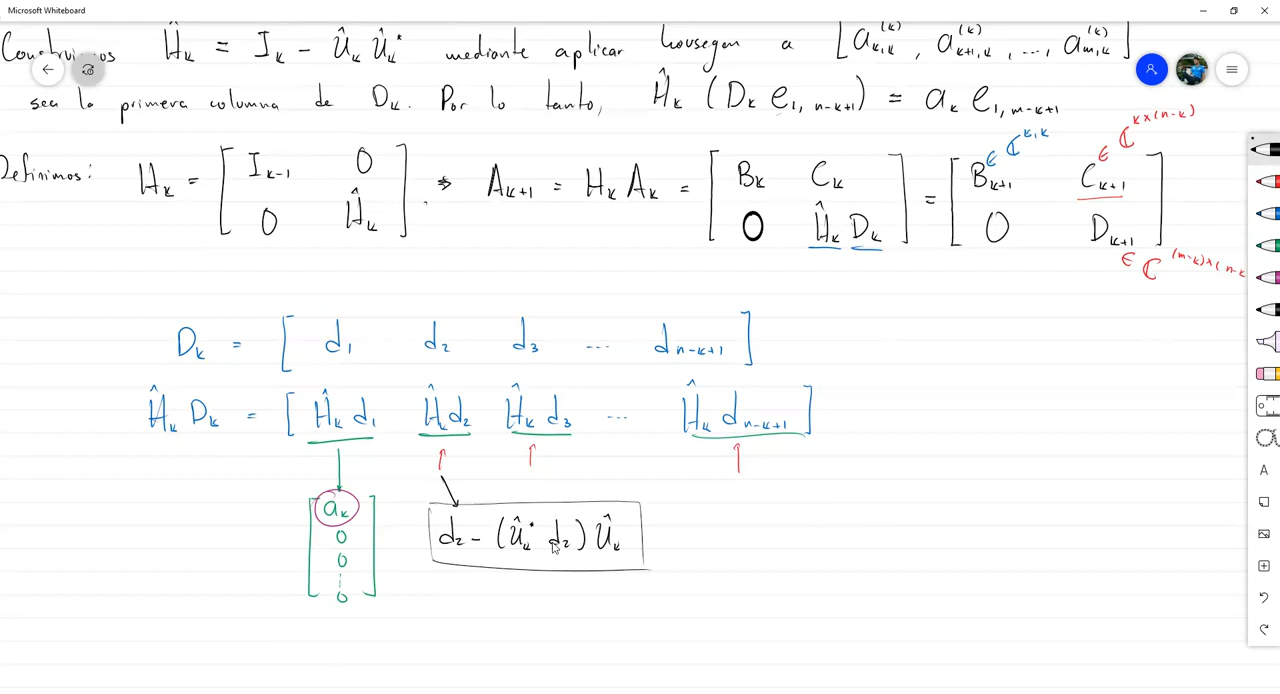 Microsoft Whiteboard
Construimos Ĥ_k = I_k - û_k û_k^* mediante aplicar housegen a [a_{k,k}^{(k)}, a_{k+1,k}^{(k)}, ..., a_{m,k}^{(k)}]
sea la primera columna de D_k. Por lo tanto, Ĥ_k (D_k e_{1,n-k+1}) = a_k e_{1,m-k+1}
Definimos: H_k = [ I_{k-1} 0 ; 0 Ĥ_k ] ⇒ A_{k+1} = H_k A_k = [ B_k C_k ; 0 Ĥ_k D_k ] = [ B_{k+1} ∈ ℂ^{k,k} C_{k+1} ∈ ℂ^{k×(n-k)} ; 0 D_{k+1} ∈ ℂ^{(m-k)×(n-k} ]
D_k = [ d_1 d_2 d_3 ... d_{n-k+1} ]
Ĥ_k D_k = [ Ĥ_k d_1 Ĥ_k d_2 Ĥ_k d_3 ... Ĥ_k d_{n-k+1} ]
a_k
0
0
⋮
0
d_2 - (û_k^* d_2) û_k
A